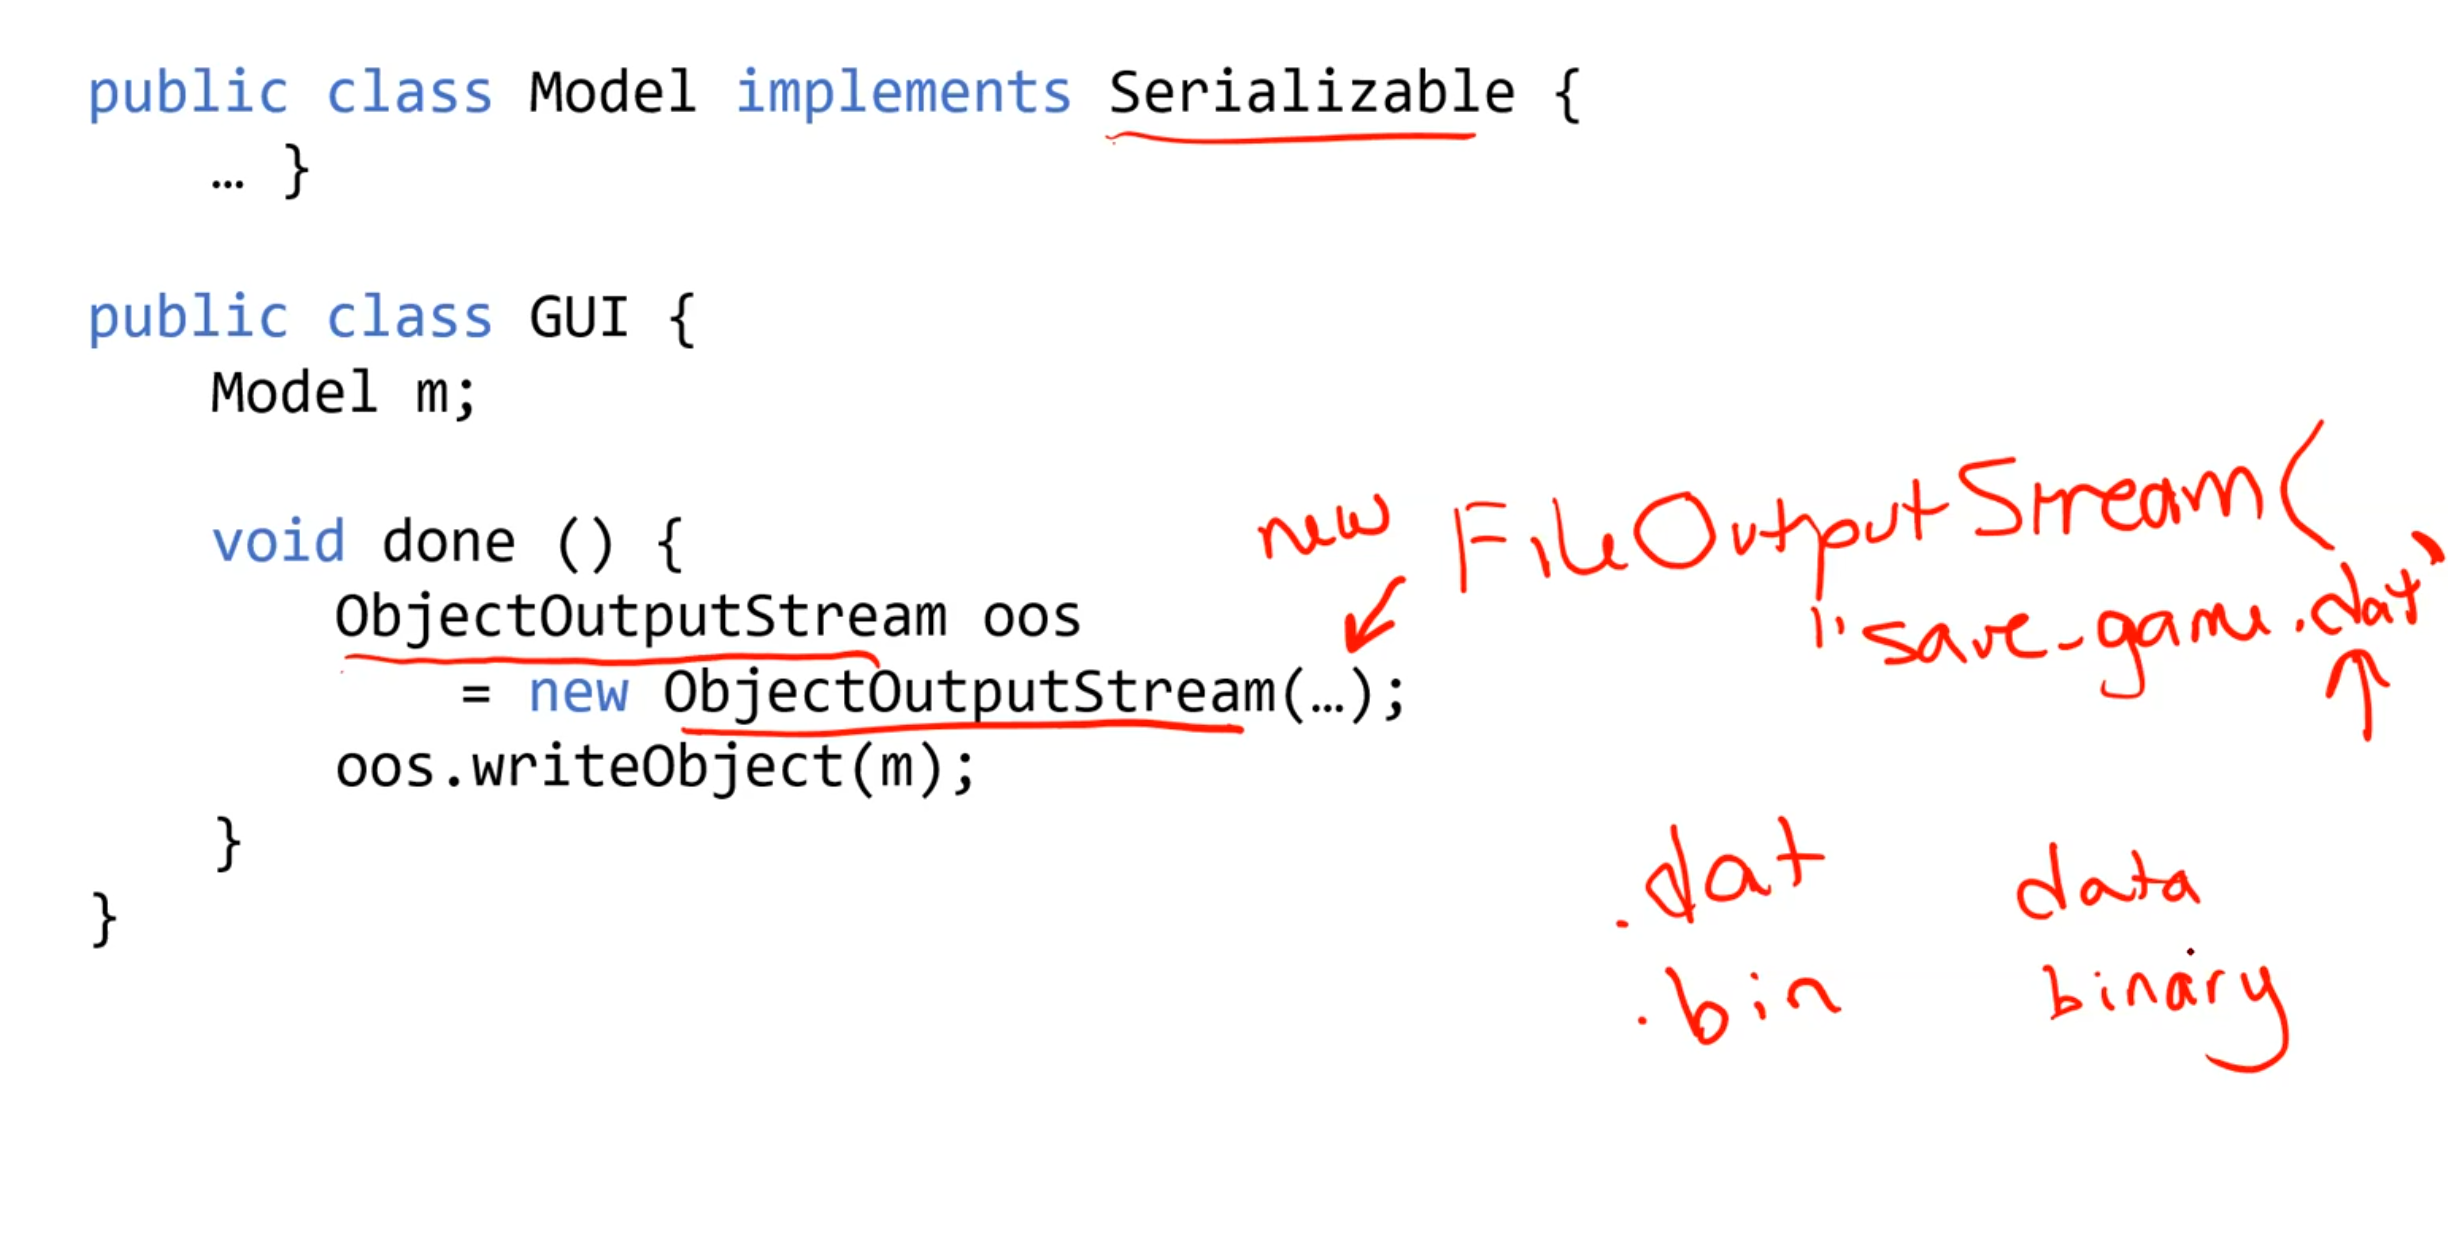 public class Model implements Serializable {
… }
public class GUI {
Model m;
void done () {
new FileOutputStream(
"save-game.dat"
ObjectOutputStream oos
= new ObjectOutputStream(…);
oos.writeObject(m);
}
}
.dat data
.bin binary